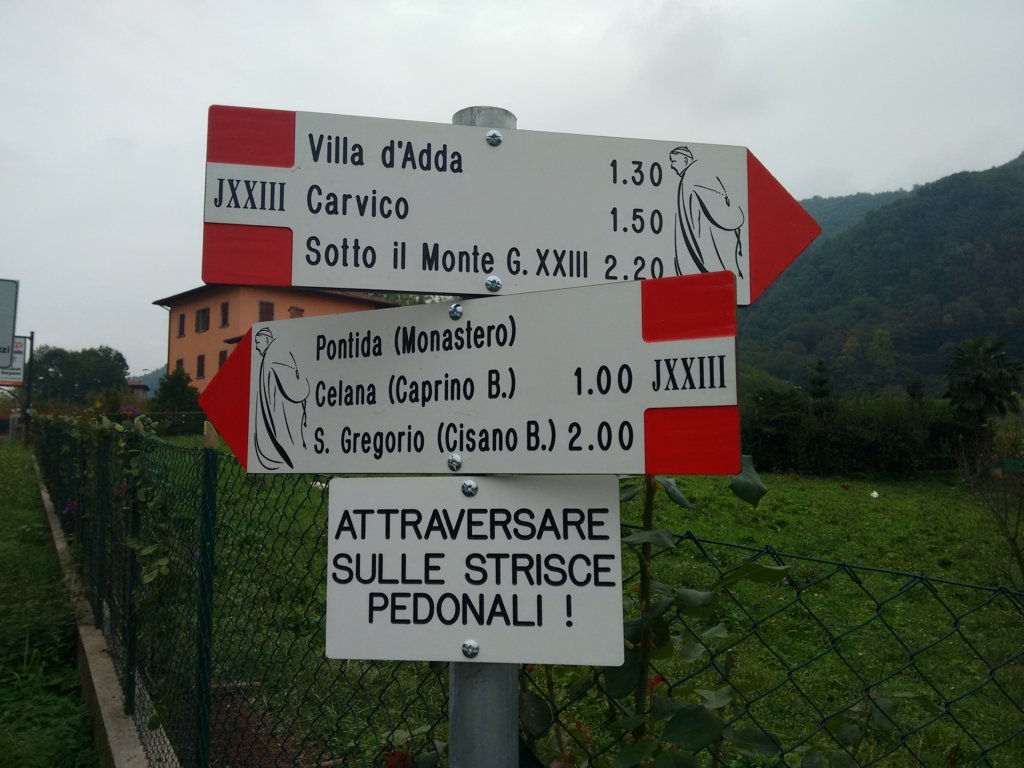 Villa d'Adda 1.30
JXXIII Carvico 1.50
Sotto il Monte G. XXIII 2.20
Pontida (Monastero)
Celana (Caprino B.) 1.00 JXXIII
S. Gregorio (Cisano B.) 2.00
ATTRAVERSARE
SULLE STRISCE
PEDONALI !